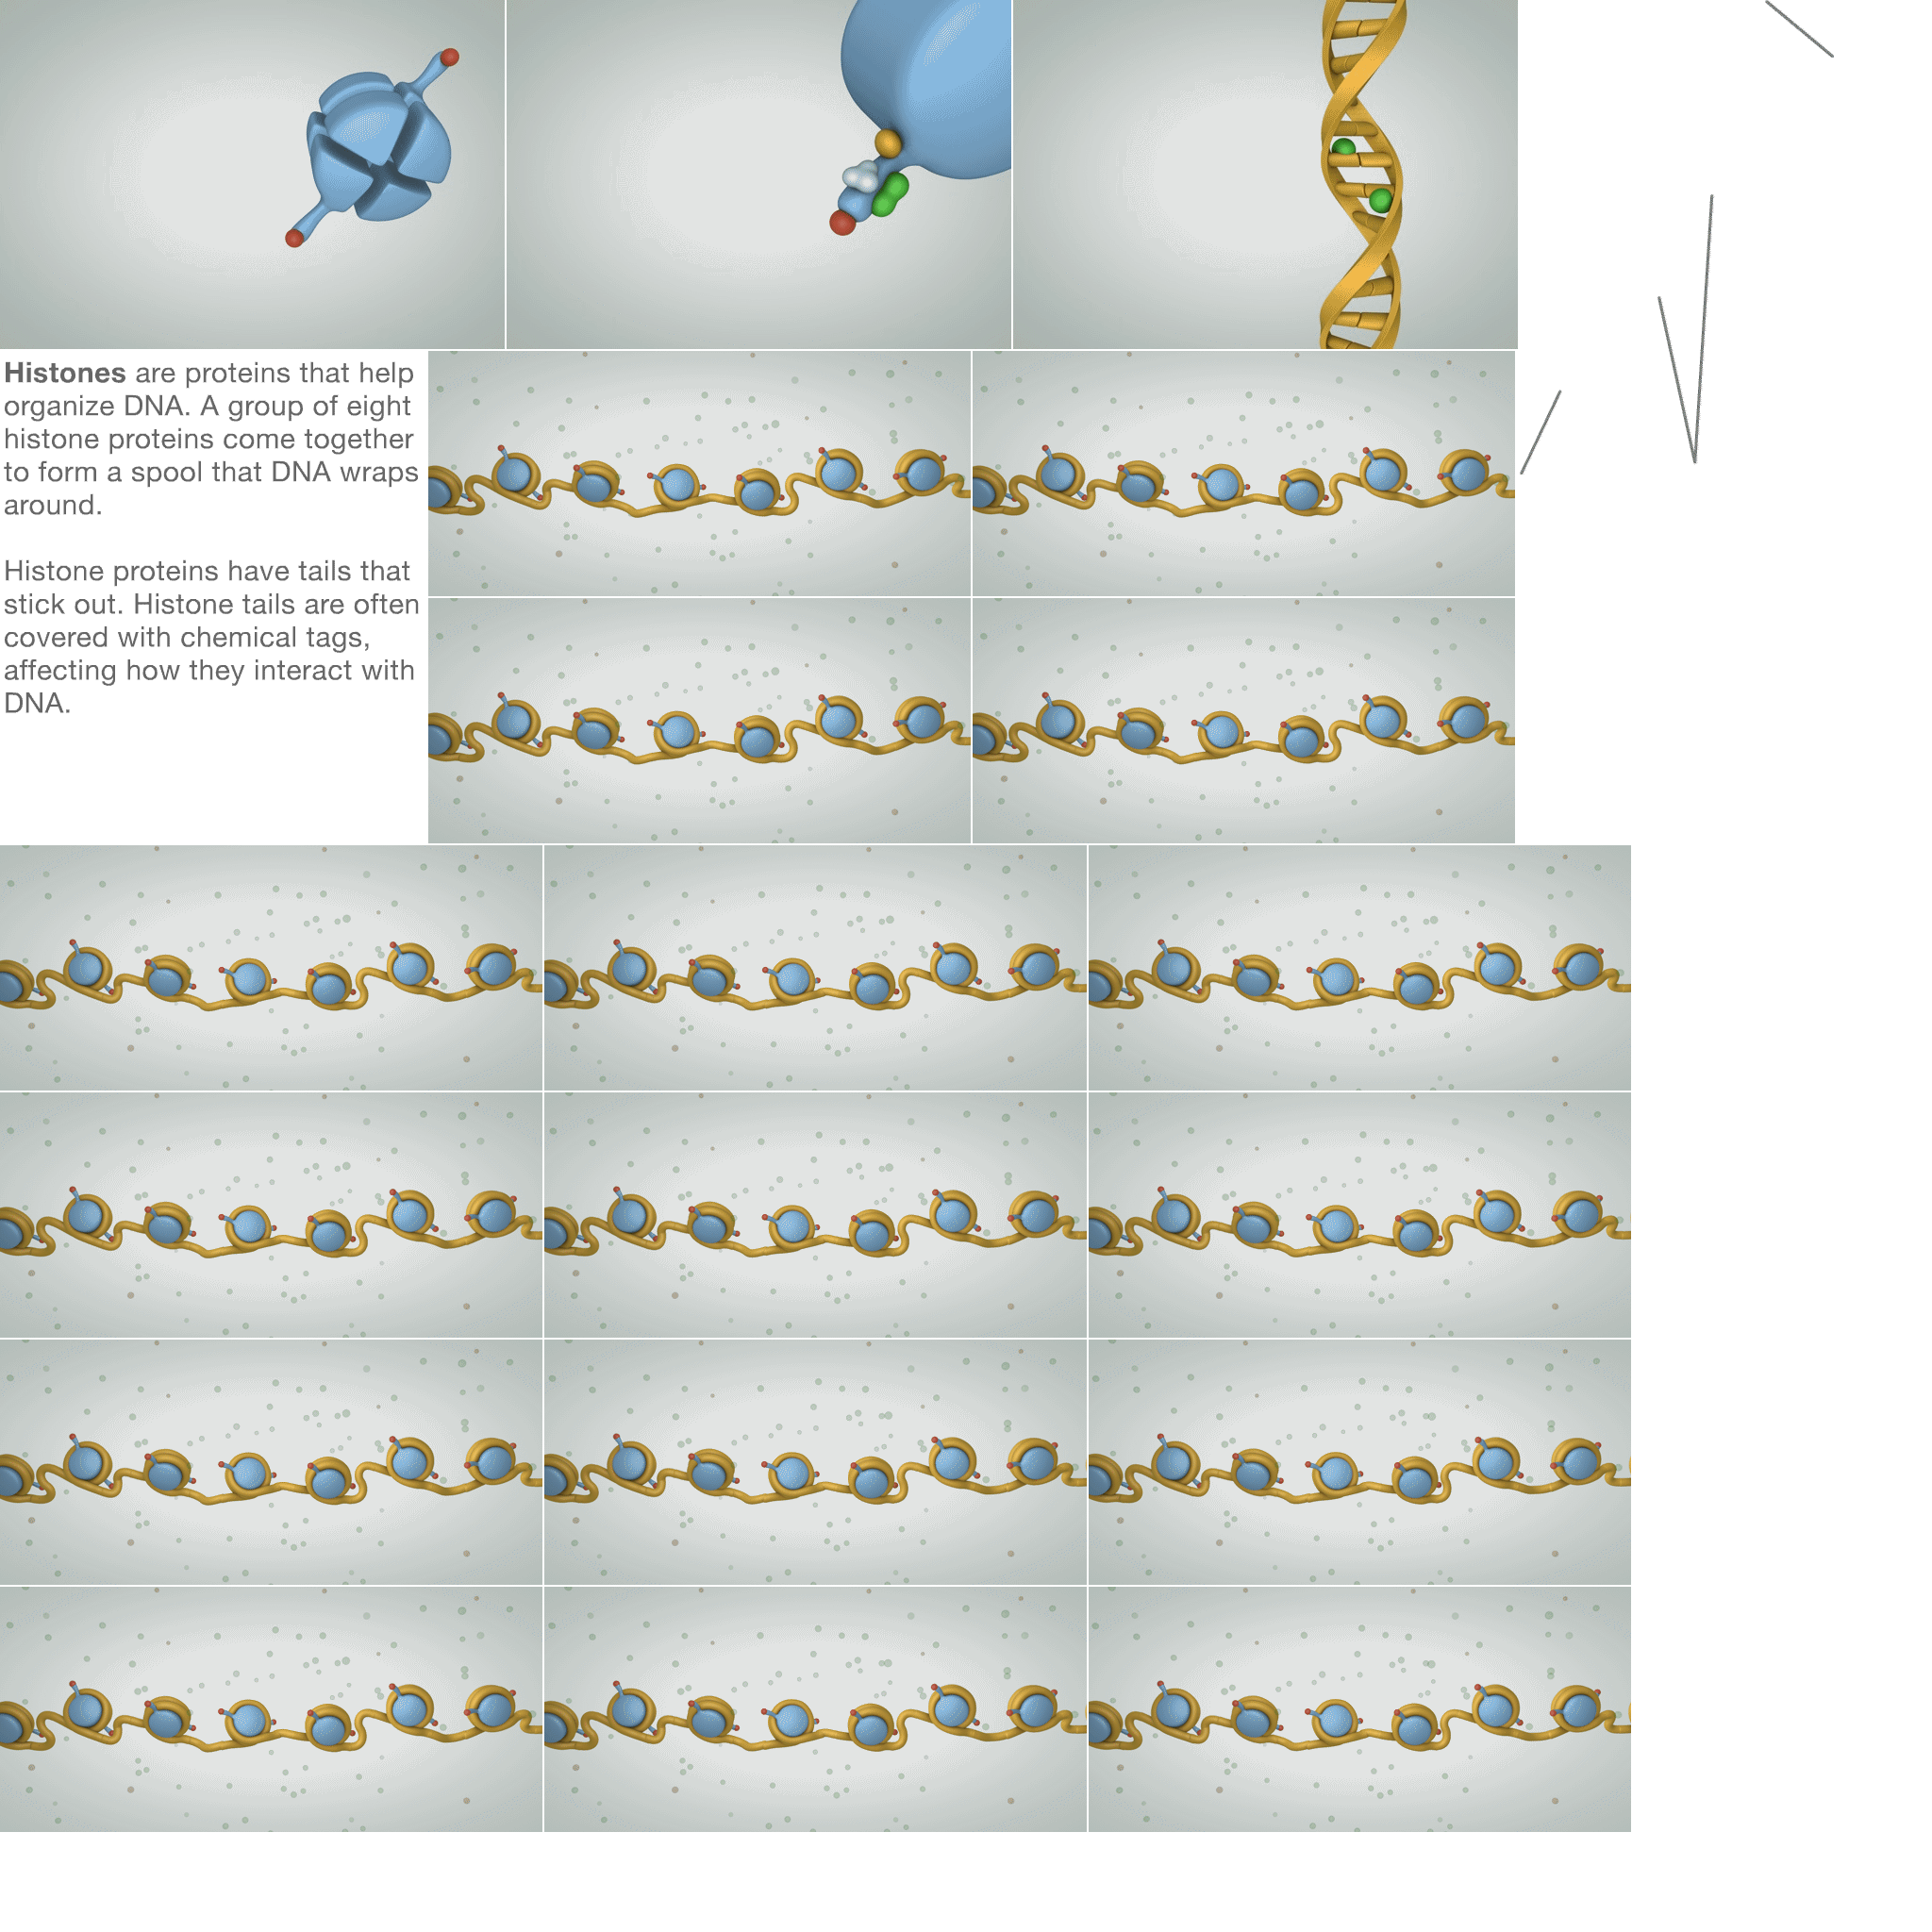 Histones are proteins that help
organize DNA. A group of eight
histone proteins come together
to form a spool that DNA wraps
around.
Histone proteins have tails that
stick out. Histone tails are often
covered with chemical tags,
affecting how they interact with
DNA.